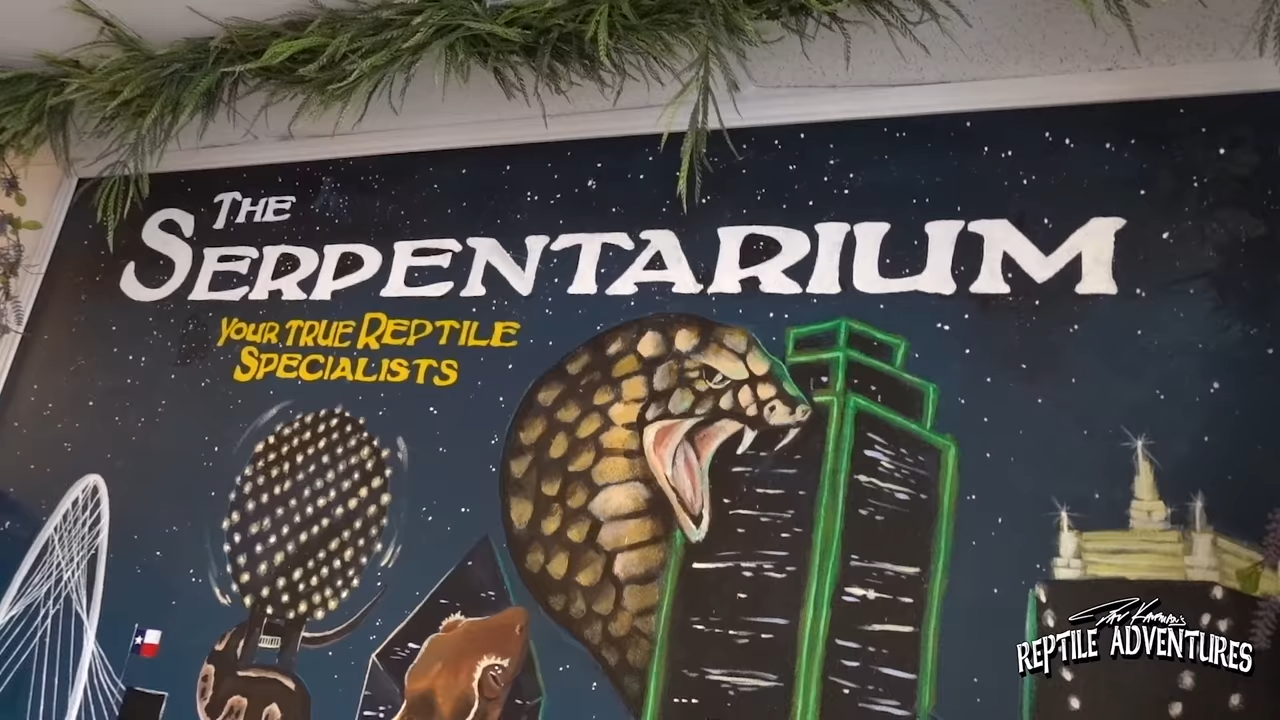 THE
SERPENTARIUM
YOUR TRUE REPTILE
SPECIALISTS
REPTILE ADVENTURES